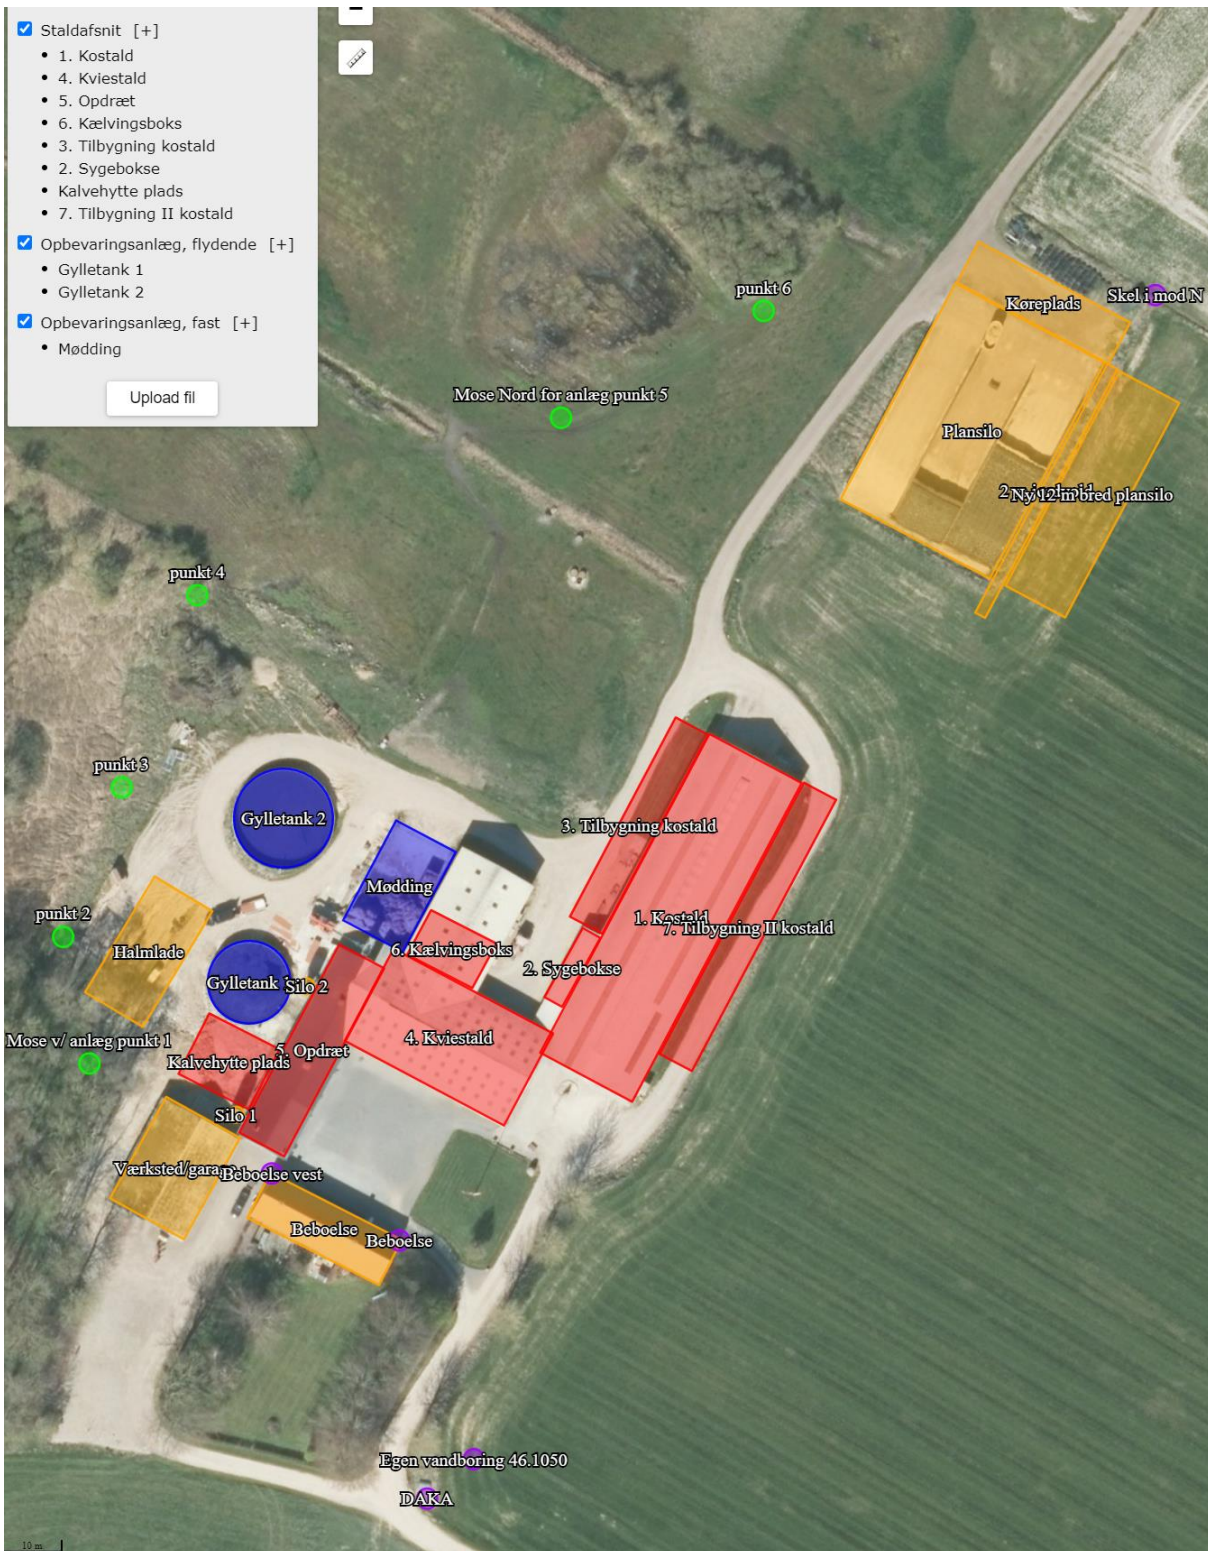 Staldafsnit [+]
• 1. Kostald
• 4. Kviestald
• 5. Opdræt
• 6. Kælvingsboks
• 3. Tilbygning kostald
• 2. Sygebokse
• Kalvehytte plads
• 7. Tilbygning II kostald
Opbevaringsanlæg, flydende [+]
• Gylletank 1
• Gylletank 2
Opbevaringsanlæg, fast [+]
• Mødding
Upload fil
punkt 6
Skel i mod N
Køreplads
Mose Nord for anlæg punkt 5
Plansilo
Ny 12 m bred plansilo
punkt 4
punkt 3
Gylletank 2
3. Tilbygning kostald
Mødding
punkt 2
1. Kostald
7. Tilbygning II kostald
Halmlade
6. Kælvingsboks
2. Sygebokse
Gylletank
Silo 2
Mose v/ anlæg punkt 1
4. Kviestald
5. Opdræt
Kalvehytte plads
Silo 1
Værksted/garage
Beboelse vest
Beboelse
Beboelse
Egen vandboring 46.1050
DAKA
10 m